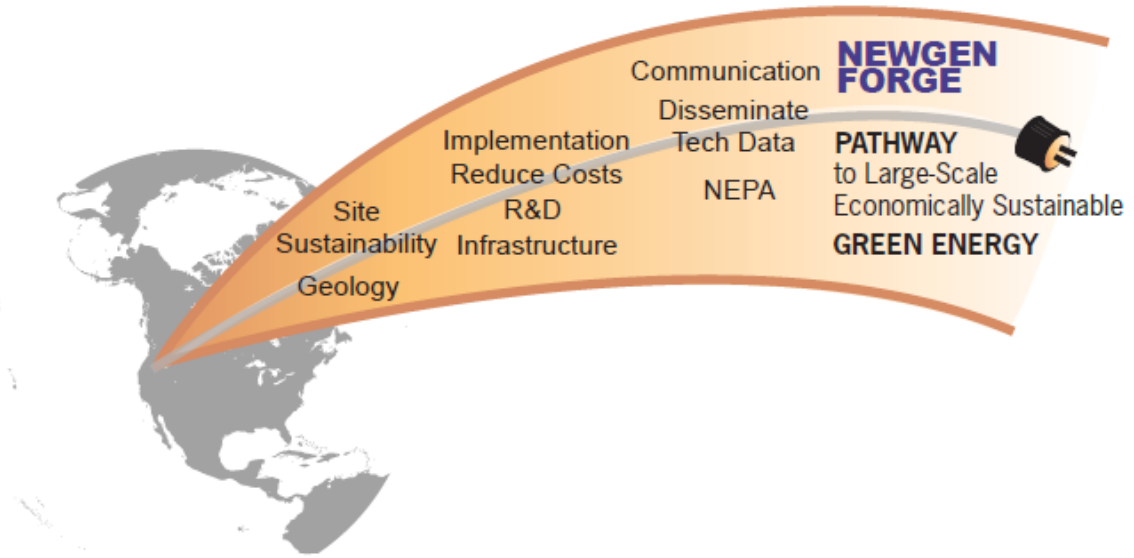 Site
Sustainability
Geology
Implementation
Reduce Costs
R&D
Infrastructure
Communication
Disseminate
Tech Data
NEPA
NEWGEN
FORGE
PATHWAY
to Large-Scale
Economically Sustainable
GREEN ENERGY